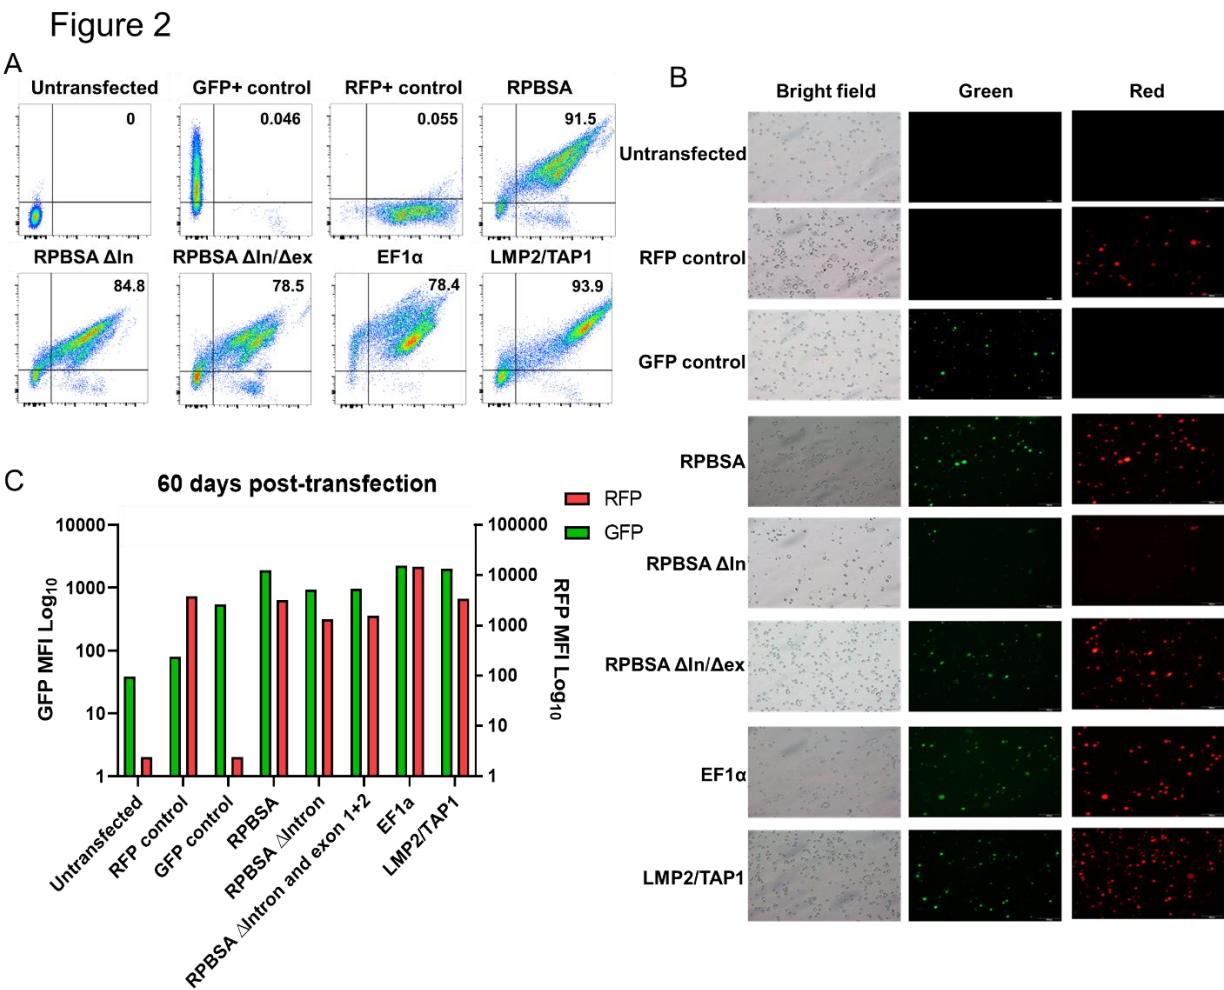 Figure 2
A
Untransfected
GFP+ control
RFP+ control
RPBSA
0
0.046
0.055
91.5
RPBSA ΔIn
RPBSA ΔIn/Δex
EF1α
LMP2/TAP1
84.8
78.5
78.4
93.9
B
Bright field
Green
Red
Untransfected
RFP control
GFP control
RPBSA
RPBSA ΔIn
RPBSA ΔIn/Δex
EF1α
LMP2/TAP1
C
60 days post-transfection
RFP
GFP
GFP MFI Log10
10000
1000
100
10
1
RFP MFI Log10
100000
10000
1000
100
10
1
Untransfected
RFP control
GFP control
RPBSA
RPBSA ΔIntron
RPBSA ΔIntron and exon 1+2
EF1a
LMP2/TAP1